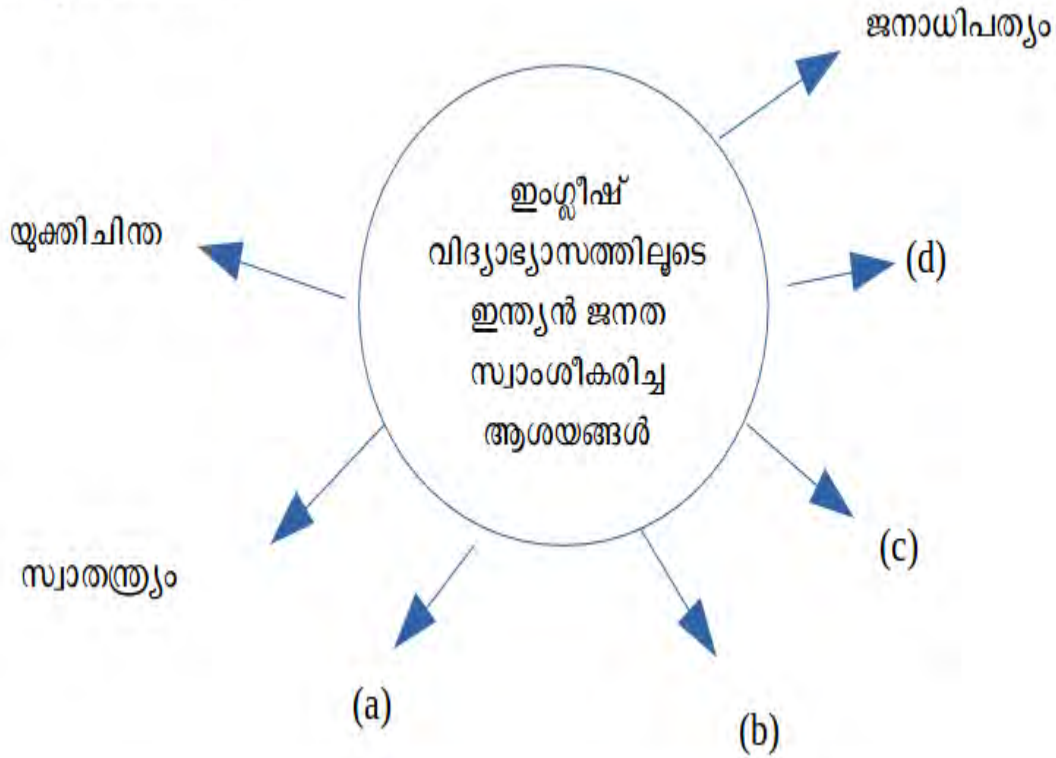 ജനാധിപത്യം
യുക്തിചിന്ത
ഇംഗ്ലീഷ്
വിദ്യാഭ്യാസത്തിലൂടെ
ഇന്ത്യൻ ജനത
സ്വാംശീകരിച്ച
ആശയങ്ങൾ
(d)
(c)
സ്വാതന്ത്ര്യം
(a)
(b)